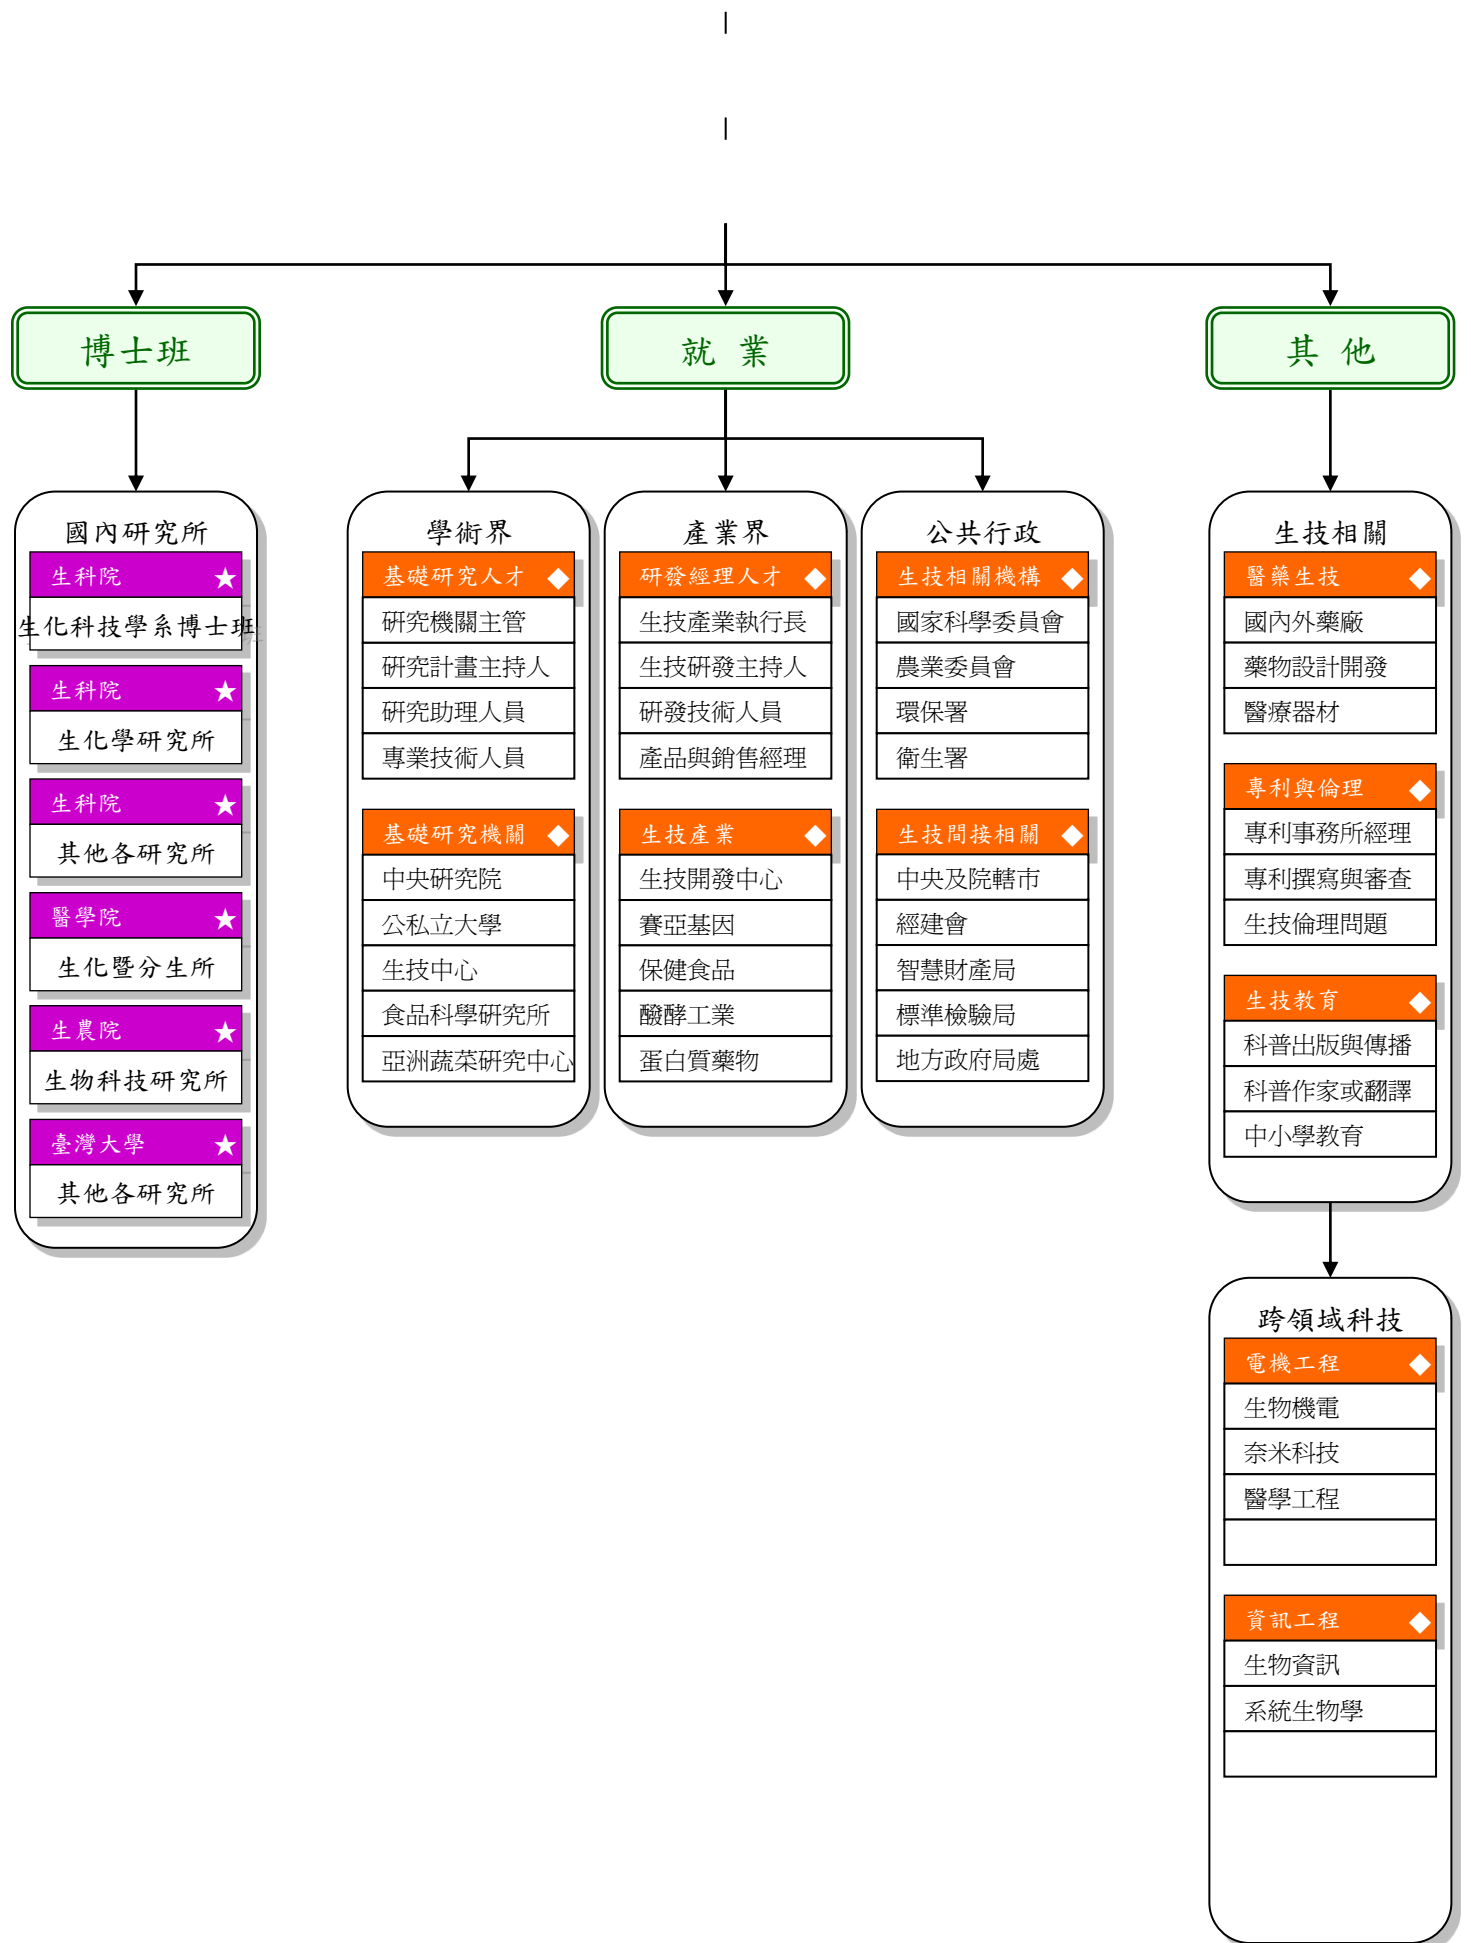 博士班
就 業
其 他
國內研究所
生科院 ★
生化科技學系博士班
生科院 ★
生化學研究所
生科院 ★
其他各研究所
醫學院 ★
生化暨分生所
生農院 ★
生物科技研究所
臺灣大學 ★
其他各研究所
學術界
基礎研究人才 ◆
研究機關主管
研究計畫主持人
研究助理人員
專業技術人員
基礎研究機關 ◆
中央研究院
公私立大學
生技中心
食品科學研究所
亞洲蔬菜研究中心
產業界
研發經理人才 ◆
生技產業執行長
生技研發主持人
研發技術人員
產品與銷售經理
生技產業 ◆
生技開發中心
賽亞基因
保健食品
醱酵工業
蛋白質藥物
公共行政
生技相關機構 ◆
國家科學委員會
農業委員會
環保署
衛生署
生技間接相關 ◆
中央及院轄市
經建會
智慧財產局
標準檢驗局
地方政府局處
生技相關
醫藥生技 ◆
國內外藥廠
藥物設計開發
醫療器材
專利與倫理 ◆
專利事務所經理
專利撰寫與審查
生技倫理問題
生技教育 ◆
科普出版與傳播
科普作家或翻譯
中小學教育
跨領域科技
電機工程 ◆
生物機電
奈米科技
醫學工程
資訊工程 ◆
生物資訊
系統生物學